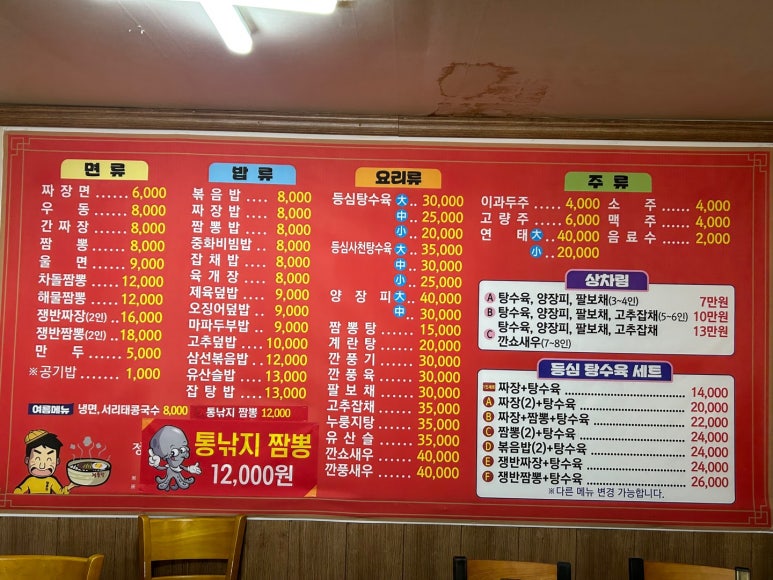 면 류
짜 장 면 ...... 6,000
우 동 ........ 8,000
간 짜 장 ...... 8,000
짬 뽕 ........ 8,000
울 면 ........ 9,000
차돌짬뽕 ...... 12,000
해물짬뽕 ...... 12,000
쟁반짜장(2인) .. 16,000
쟁반짬뽕(2인) .. 18,000
만 두 ........ 5,000
※공기밥 ...... 1,000
밥 류
볶 음 밥 .... 8,000
짜 장 밥 .... 8,000
짬 뽕 밥 .... 8,000
중화비빔밥 .. 8,000
잡 채 밥 .... 8,000
육 개 장 .... 8,000
제육덮밥 .... 9,000
오징어덮밥 .. 9,000
마파두부밥 .. 9,000
고추덮밥 .... 10,000
삼선볶음밥 .. 12,000
유산슬밥 .... 13,000
잡 탕 밥 .... 13,000
요리류
등심탕수육 大 .. 30,000
中 .. 25,000
小 .. 20,000
등심사천탕수육 大 .. 35,000
中 .. 30,000
小 .. 25,000
양 장 피 大 .. 40,000
中 .. 30,000
짬 뽕 탕 ...... 15,000
계 란 탕 ...... 20,000
깐 풍 기 ...... 30,000
깐 풍 육 ...... 30,000
팔 보 채 ...... 30,000
고추잡채 ...... 35,000
누룽지탕 ...... 35,000
유 산 슬 ...... 35,000
깐쇼새우 ...... 40,000
깐풍새우 ...... 40,000
주 류
이과두주 ...... 4,000
고 량 주 ...... 6,000
연 태 大 .. 40,000
小 .. 20,000
소 주 ...... 4,000
맥 주 ...... 4,000
음 료 수 ...... 2,000
상차림
A 탕수육, 양장피, 팔보채(3~4인) 7만원
B 탕수육, 양장피, 팔보채, 고추잡채(5~6인) 10만원
C 탕수육, 양장피, 팔보채, 고추잡채 13만원
깐쇼새우(7~8인)
등심 탕수육 세트
짜장+탕수육 14,000
A 짜장(2)+탕수육 20,000
B 짜장+짬뽕+탕수육 22,000
C 짬뽕(2)+탕수육 24,000
D 볶음밥(2)+탕수육 24,000
E 쟁반짜장+탕수육 24,000
F 쟁반짬뽕+탕수육 26,000
※다른 메뉴 변경 가능합니다.
여름메뉴 냉면, 서리태콩국수 8,000
통낙지 짬뽕 12,000
통낚지 짬뽕
12,000원